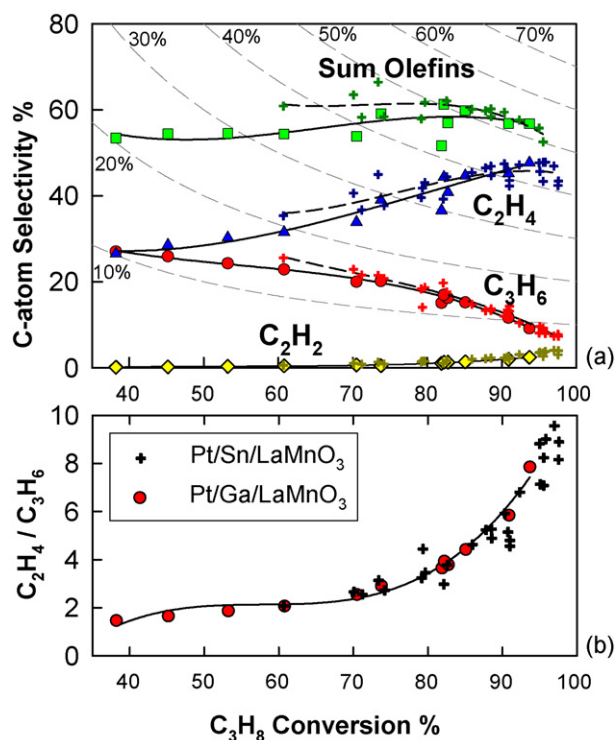 80
60
40
20
0
C-atom Selectivity %
30%
40%
50%
60%
70%
20%
10%
Sum Olefins
C₂H₄
C₃H₆
C₂H₂
(a)
40 50 60 70 80 90 100
10
8
6
4
2
0
C₂H₄ / C₃H₆
Pt/Sn/LaMnO₃
Pt/Ga/LaMnO₃
(b)
40 50 60 70 80 90 100
C₃H₈ Conversion %